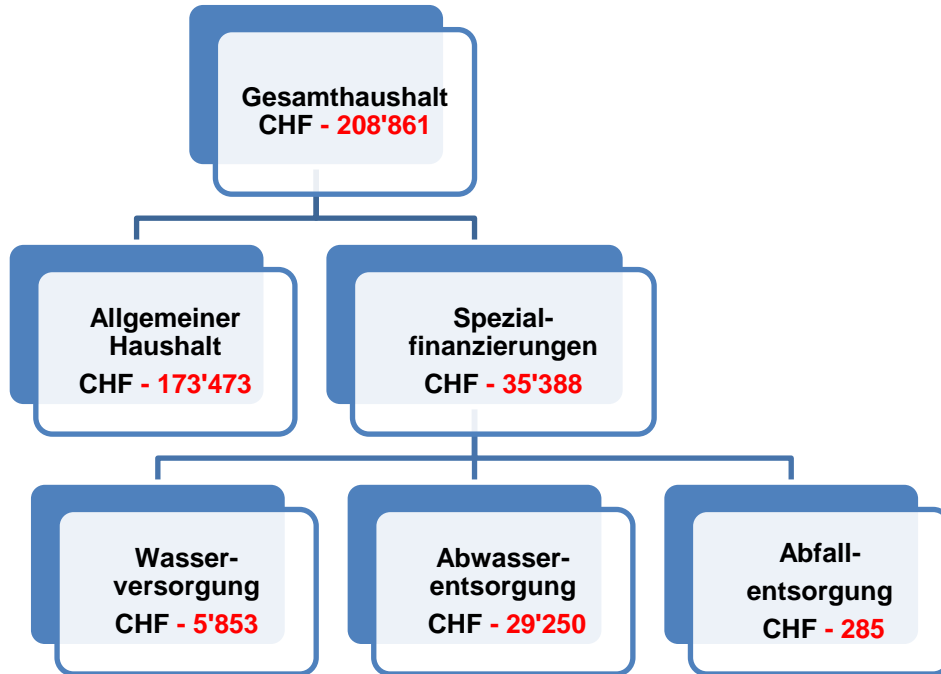 Gesamthaushalt
CHF - 208'861
Allgemeiner
Haushalt
CHF - 173'473
Spezial-
finanzierungen
CHF - 35'388
Wasser-
versorgung
CHF - 5'853
Abwasser-
entsorgung
CHF - 29'250
Abfall-
entsorgung
CHF - 285